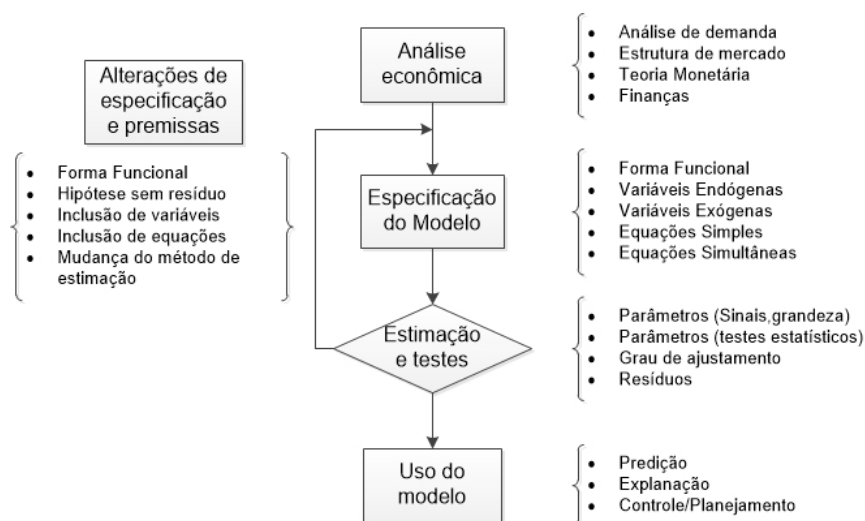 Análise
econômica
• Análise de demanda
• Estrutura de mercado
• Teoria Monetária
• Finanças
Alterações de
especificação
e premissas
• Forma Funcional
• Hipótese sem resíduo
• Inclusão de variáveis
• Inclusão de equações
• Mudança do método de
estimação
Especificação
do Modelo
• Forma Funcional
• Variáveis Endógenas
• Variáveis Exógenas
• Equações Simples
• Equações Simultâneas
Estimação
e testes
• Parâmetros (Sinais,grandeza)
• Parâmetros (testes estatísticos)
• Grau de ajustamento
• Resíduos
Uso do
modelo
• Predição
• Explanação
• Controle/Planejamento